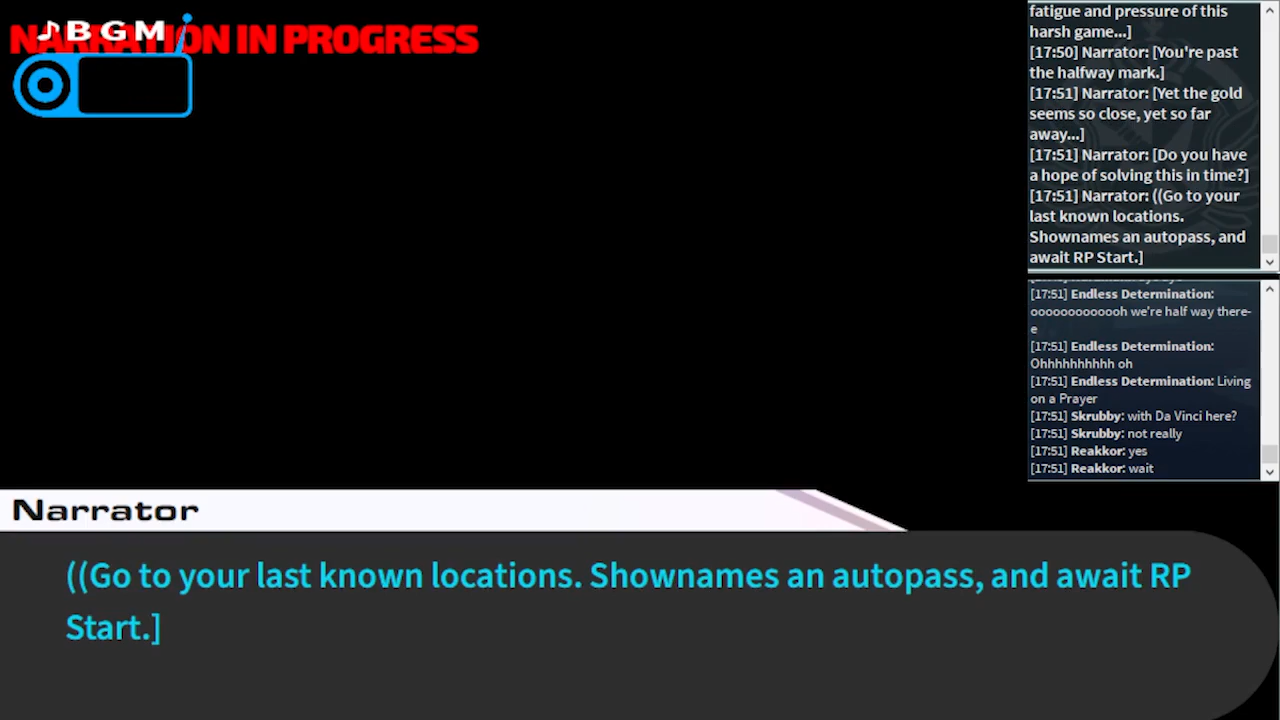 NARRATION IN PROGRESS
♪BGM
fatigue and pressure of this
harsh game...]
[17:50] Narrator: [You're past
the halfway mark.]
[17:51] Narrator: [Yet the gold
seems so close, yet so far
away...]
[17:51] Narrator: [Do you have
a hope of solving this in time?]
[17:51] Narrator: ((Go to your
last known locations.
Shownames an autopass, and
await RP Start.]
[17:51] Endless Determination:
oooooooooooooh we're half way there-
e
[17:51] Endless Determination:
Ohhhhhhhhhh oh
[17:51] Endless Determination: Living
on a Prayer
[17:51] Skrubby: with Da Vinci here?
[17:51] Skrubby: not really
[17:51] Reakkor: yes
[17:51] Reakkor: wait
Narrator
((Go to your last known locations. Shownames an autopass, and await RP
Start.]